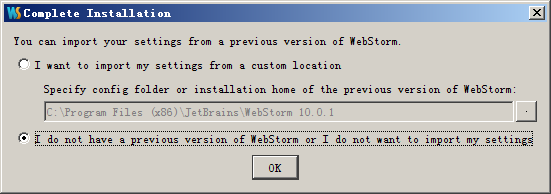 WS Complete Installation
You can import your settings from a previous version of WebStorm.
I want to import my settings from a custom location
Specify config folder or installation home of the previous version of WebStorm:
C:\Program Files (x86)\JetBrains\WebStorm 10.0.1
.
I do not have a previous version of WebStorm or I do not want to import my settings
OK